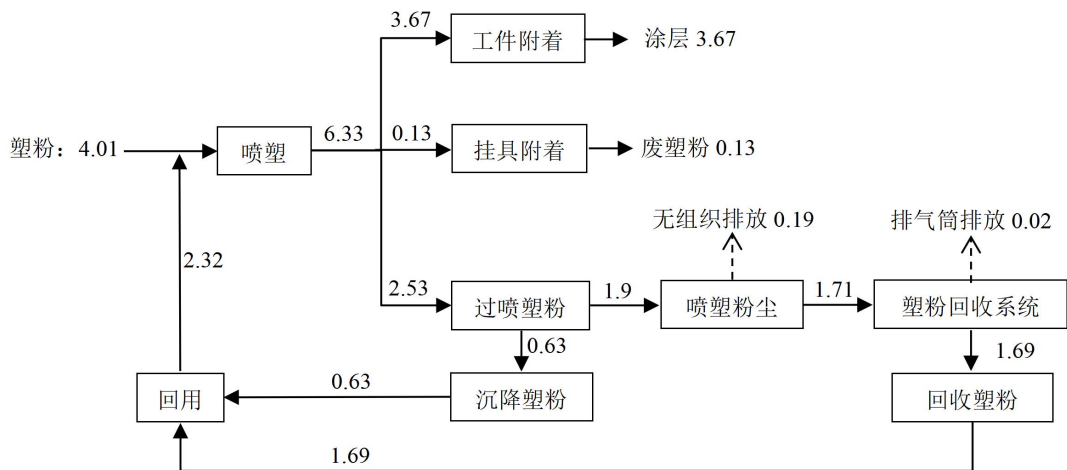 3.67
工件附着
涂层 3.67
塑粉：4.01
喷塑
6.33
0.13
挂具附着
废塑粉 0.13
无组织排放 0.19
排气筒排放 0.02
2.32
2.53
过喷塑粉
1.9
喷塑粉尘
1.71
塑粉回收系统
0.63
1.69
回用
0.63
沉降塑粉
回收塑粉
1.69